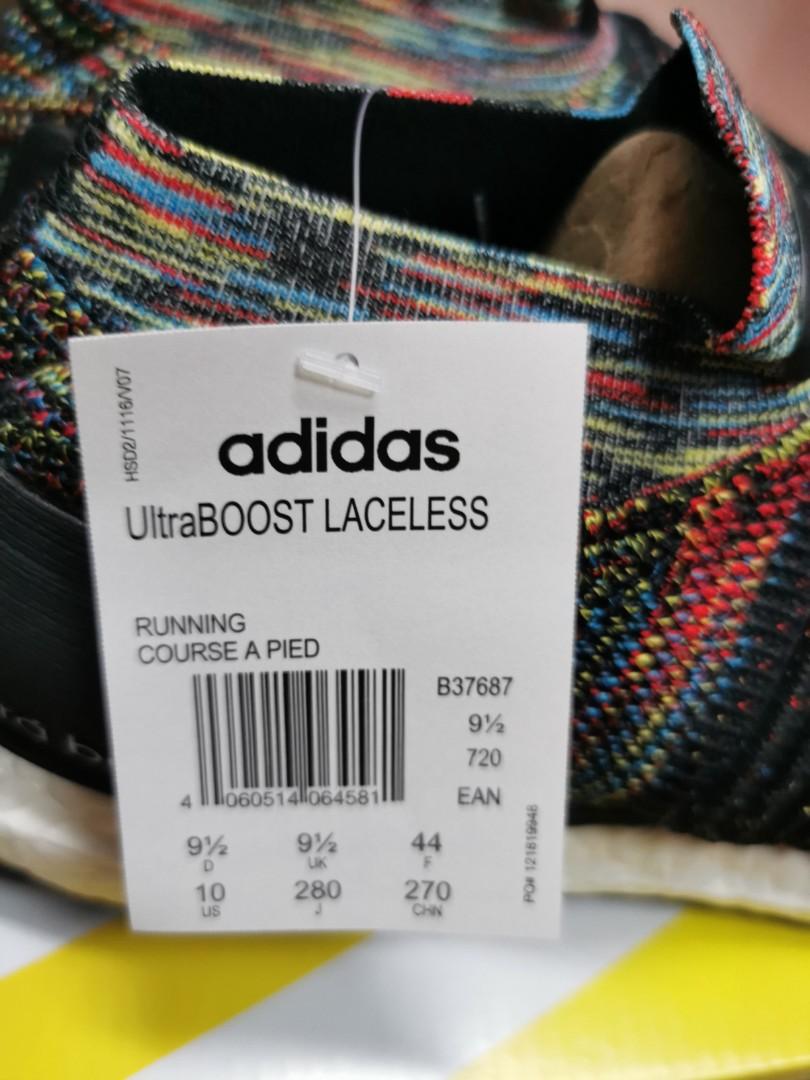 HSD2/1116/V07
adidas
UltraBOOST LACELESS
RUNNING
COURSE A PIED
B37687
9½
720
EAN
4 060514 064581
9½ 9½ 44
D UK F
10 280 270
US J CHN
PO# 121819948